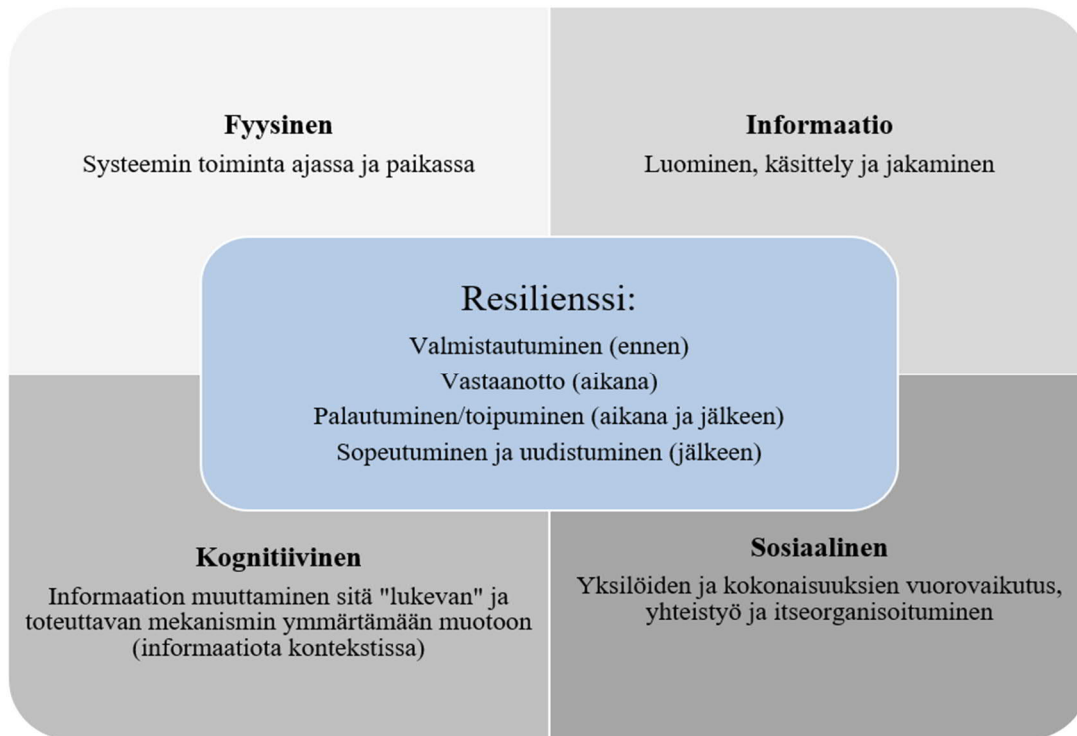 Fyysinen
Systeemin toiminta ajassa ja paikassa
Informaatio
Luominen, käsittely ja jakaminen
Resilienssi:
Valmistautuminen (ennen)
Vastaanotto (aikana)
Palautuminen/toipuminen (aikana ja jälkeen)
Sopeutuminen ja uudistuminen (jälkeen)
Kognitiivinen
Informaation muuttaminen sitä "lukevan" ja
toteuttavan mekanismin ymmärtämään muotoon
(informaatiota kontekstissa)
Sosiaalinen
Yksilöiden ja kokonaisuuksien vuorovaikutus,
yhteistyö ja itseorganisoituminen